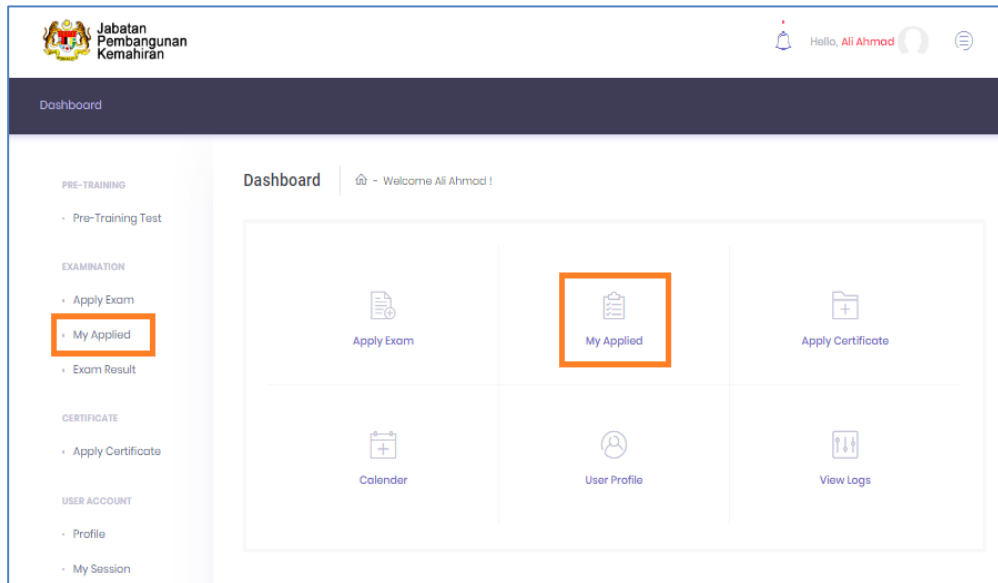 Jabatan
Pembangunan
Kemahiran
Hello, Ali Ahmad
Dashboard
PRE-TRAINING
Pre-Training Test
EXAMINATION
Apply Exam
My Applied
Exam Result
CERTIFICATE
Apply Certificate
USER ACCOUNT
Profile
My Session
Dashboard
- Welcome Ali Ahmad !
Apply Exam
My Applied
Apply Certificate
Calender
User Profile
View Logs